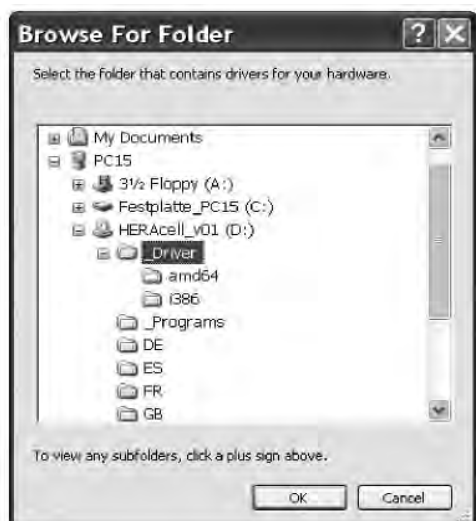 Browse For Folder
Select the folder that contains drivers for your hardware.
My Documents
PC15
3½ Floppy (A:)
Festplatte_PC15 (C:)
HERAcell_v01 (D:)
_Driver
amd64
i386
_Programs
DE
ES
FR
GB
To view any subfolders, click a plus sign above.
OK Cancel